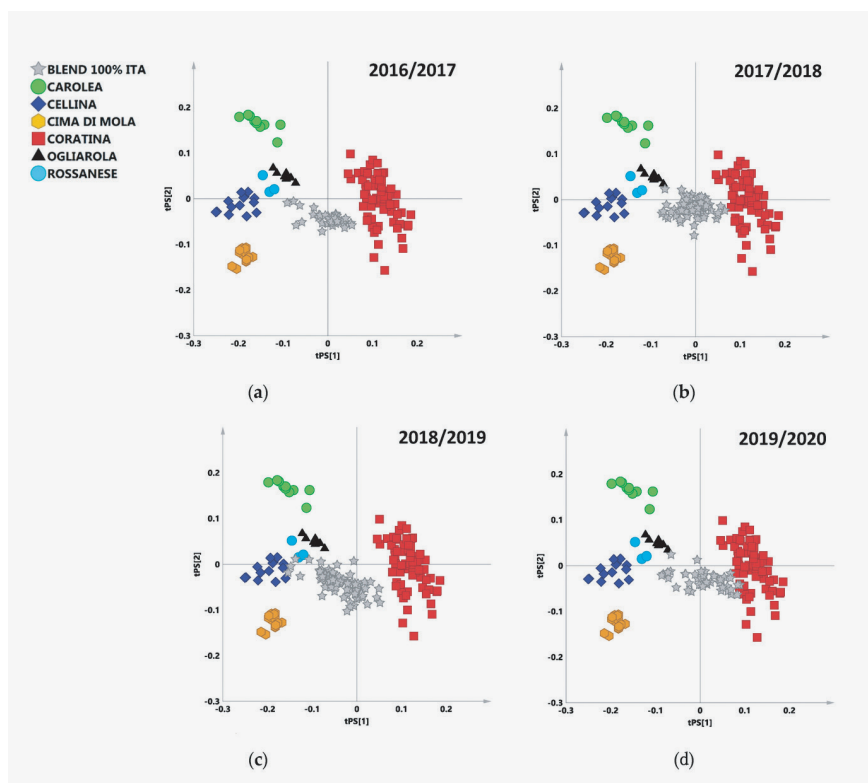 BLEND 100% ITA
CAROLEA
CELLINA
CIMA DI MOLA
CORATINA
OGLIAROLA
ROSSANESE
2016/2017
tPS[2]
0.2
0.1
0
-0.1
-0.2
-0.3
-0.3 -0.2 -0.1 0 0.1 0.2
tPS[1]
(a)
2017/2018
tPS[2]
0.2
0.1
0
-0.1
-0.2
-0.3
-0.3 -0.2 -0.1 0 0.1 0.2
tPS[1]
(b)
2018/2019
tPS[2]
0.2
0.1
0
-0.1
-0.2
-0.3
-0.3 -0.2 -0.1 0 0.1 0.2
tPS[1]
(c)
2019/2020
tPS[2]
0.2
0.1
0
-0.1
-0.2
-0.3
-0.3 -0.2 -0.1 0 0.1 0.2
tPS[1]
(d)